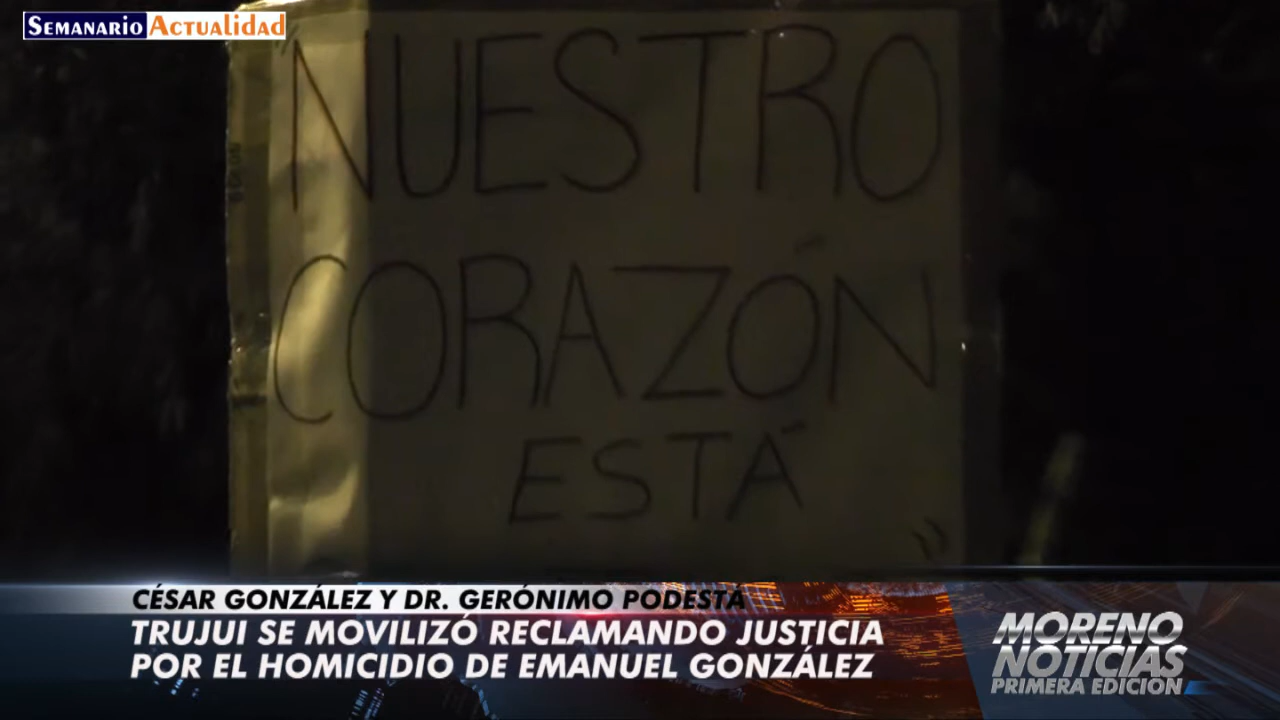 SEMANARIO ACTUALIDAD
"NUESTRO
CORAZÓN
ESTÁ
"
CÉSAR GONZÁLEZ Y DR. GERÓNIMO PODESTÁ
TRUJUI SE MOVILIZÓ RECLAMANDO JUSTICIA
POR EL HOMICIDIO DE EMANUEL GONZÁLEZ
MORENO
NOTICIAS
PRIMERA EDICIÓN